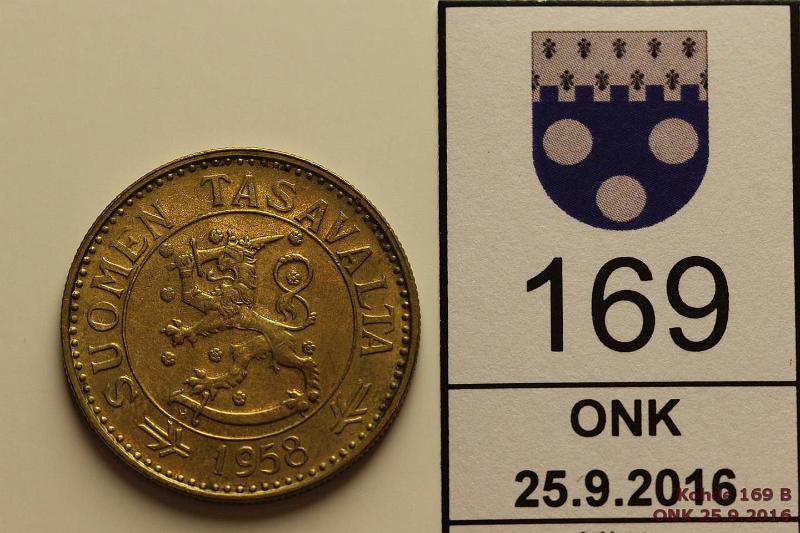 SUOMEN TASAVALTA
1958
169
ONK
25.9.2016
Kohde 169 B
ONK 25.9.2016